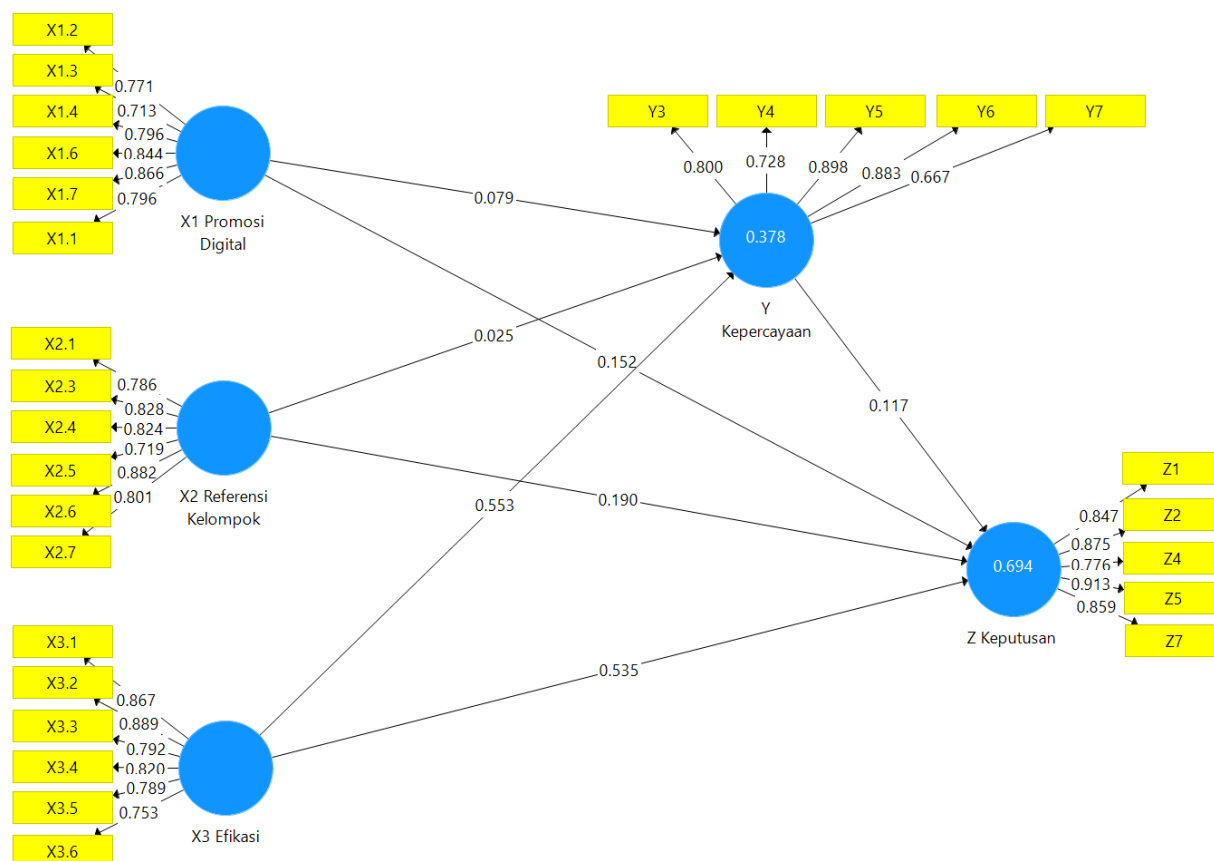 X1.2
X1.3
X1.4
X1.6
X1.7
X1.1
0.771
0.713
0.796
0.844
0.866
0.796
X1 Promosi
Digital
X2.1
X2.3
X2.4
X2.5
X2.6
X2.7
0.786
0.828
0.824
0.719
0.882
0.801
X2 Referensi
Kelompok
X3.1
X3.2
X3.3
X3.4
X3.5
X3.6
0.867
0.889
0.792
0.820
0.789
0.753
X3 Efikasi
0.079
0.025
0.152
0.553
0.190
0.535
0.117
Y3
Y4
Y5
Y6
Y7
0.800
0.728
0.898
0.883
0.667
0.378
Y
Kepercayaan
0.694
Z Keputusan
0.847
0.875
0.776
0.913
0.859
Z1
Z2
Z4
Z5
Z7